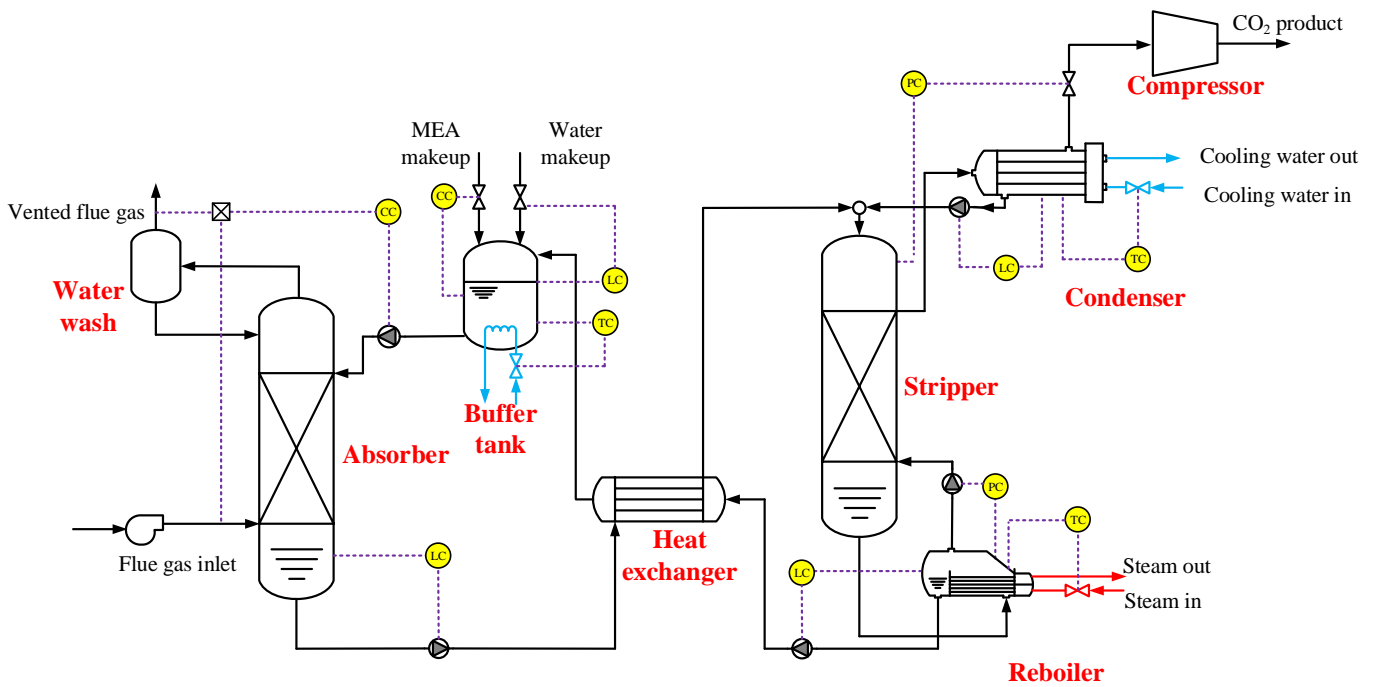 CO₂ product
PC
Compressor
MEA
makeup
Water
makeup
Cooling water out
Cooling water in
Vented flue gas
CC
CC
LC
LC
TC
Water
wash
Condenser
TC
Buffer
tank
Stripper
Absorber
PC
TC
Heat
exchanger
Flue gas inlet
LC
LC
Steam out
Steam in
Reboiler